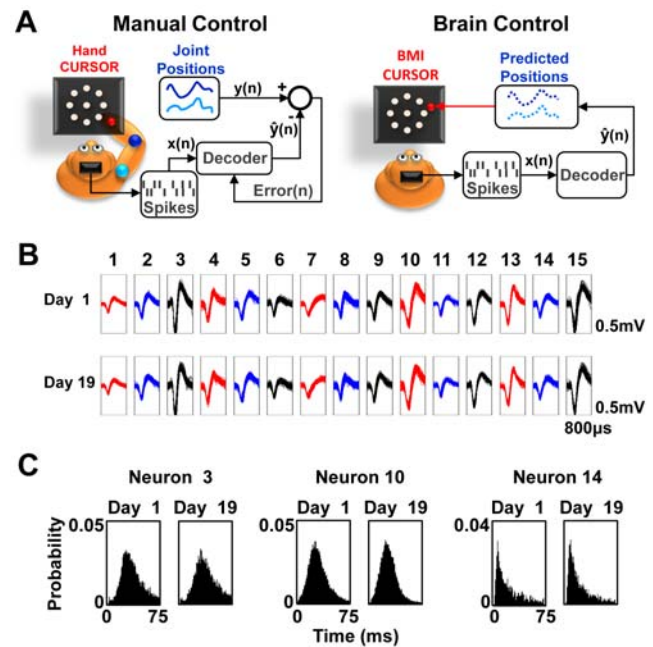 A
Manual Control
Brain Control
Hand
CURSOR
Joint
Positions
y(n)
+
-
ŷ(n)
x(n)
Decoder
Spikes
Error(n)
BMI
CURSOR
Predicted
Positions
ŷ(n)
x(n)
Spikes
Decoder
B
1 2 3 4 5 6 7 8 9 10 11 12 13 14 15
Day 1
0.5mV
Day 19
0.5mV
800µs
C
Neuron 3
Neuron 10
Neuron 14
Day 1 Day 19
Day 1 Day 19
Day 1 Day 19
0.05
0.05
0.04
Probability
0
0
0
0 75
0 75
0 75
Time (ms)